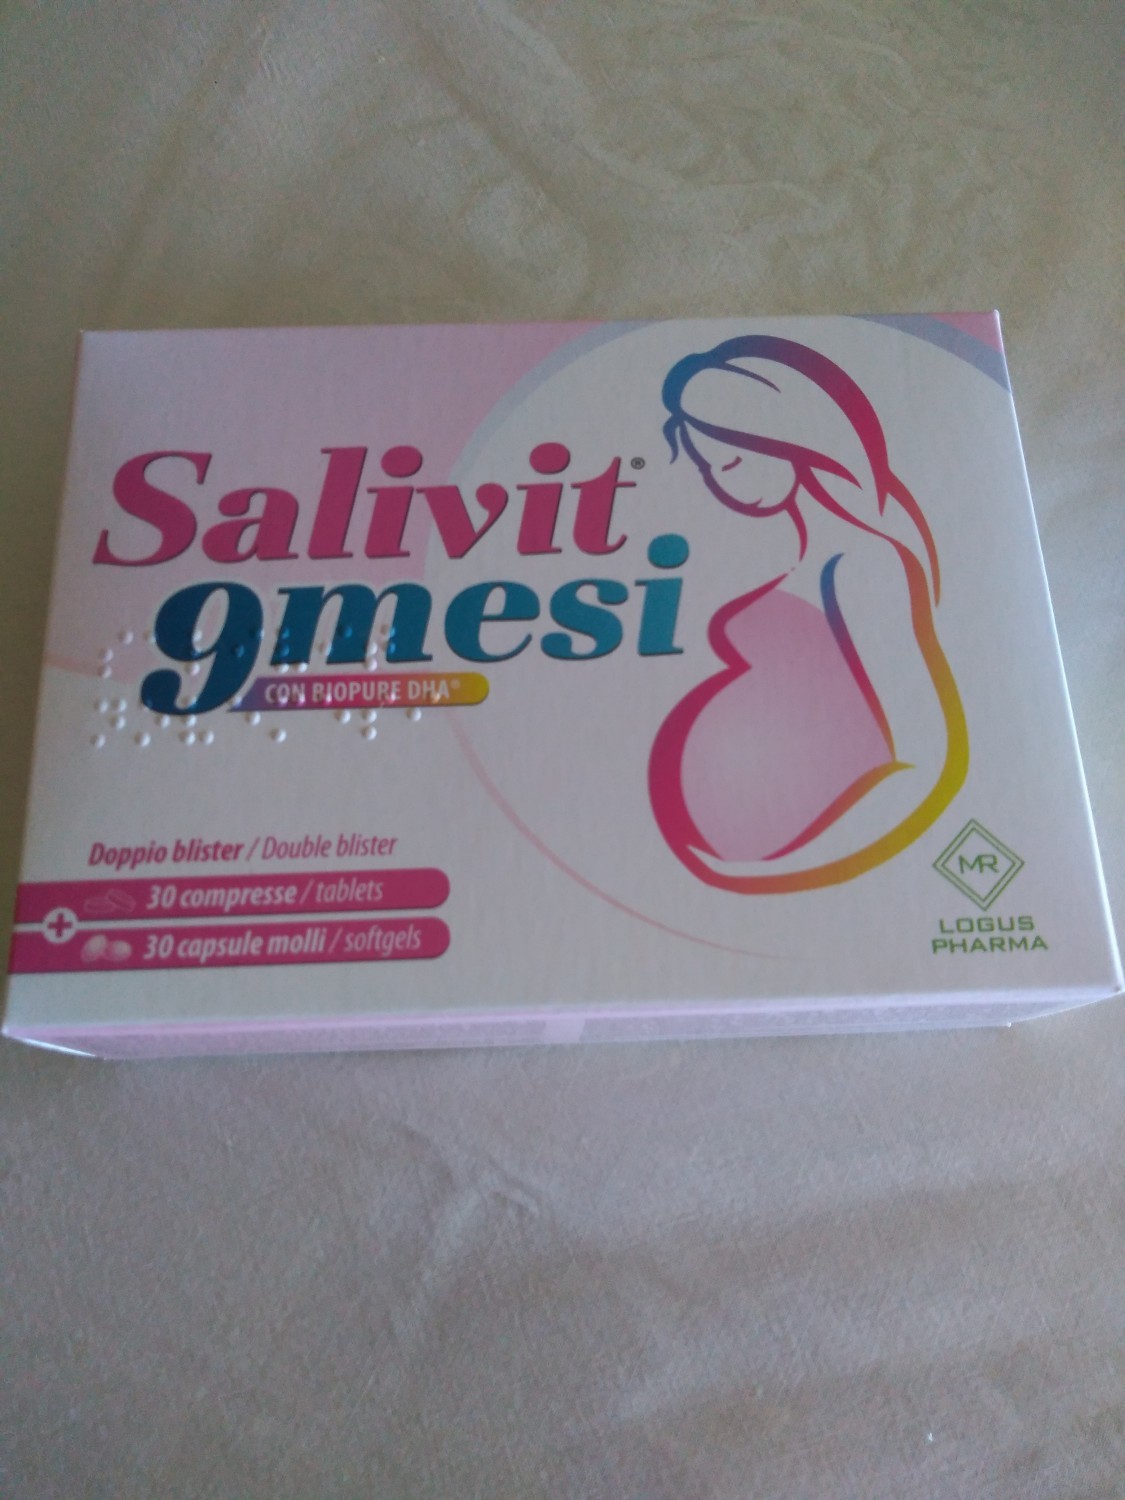 Salivit®
9mesi
CON BIOPURE DHA®
Doppio blister / Double blister
30 compresse / tablets
+
30 capsule molli / softgels
MR
LOGUS
PHARMA